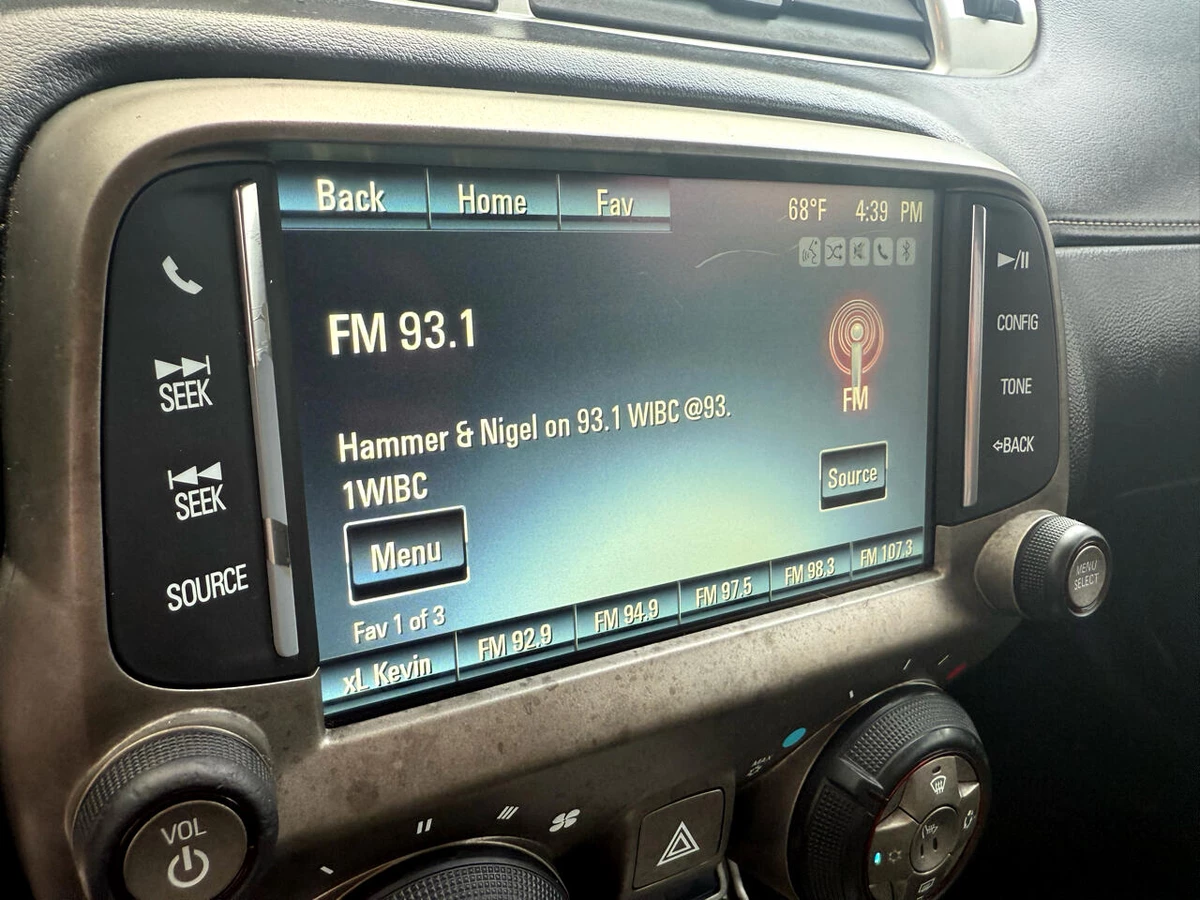 Back Home Fav 68°F 4:39 PM
FM 93.1
FM
Hammer & Nigel on 93.1 WIBC @93.
1WIBC
Menu
Source
Fav 1 of 3
xL Kevin FM 92.9 FM 94.9 FM 97.5 FM 98.3 FM 107.3
SEEK
SEEK
SOURCE
CONFIG
TONE
BACK
MENU
SELECT
VOL
MAX